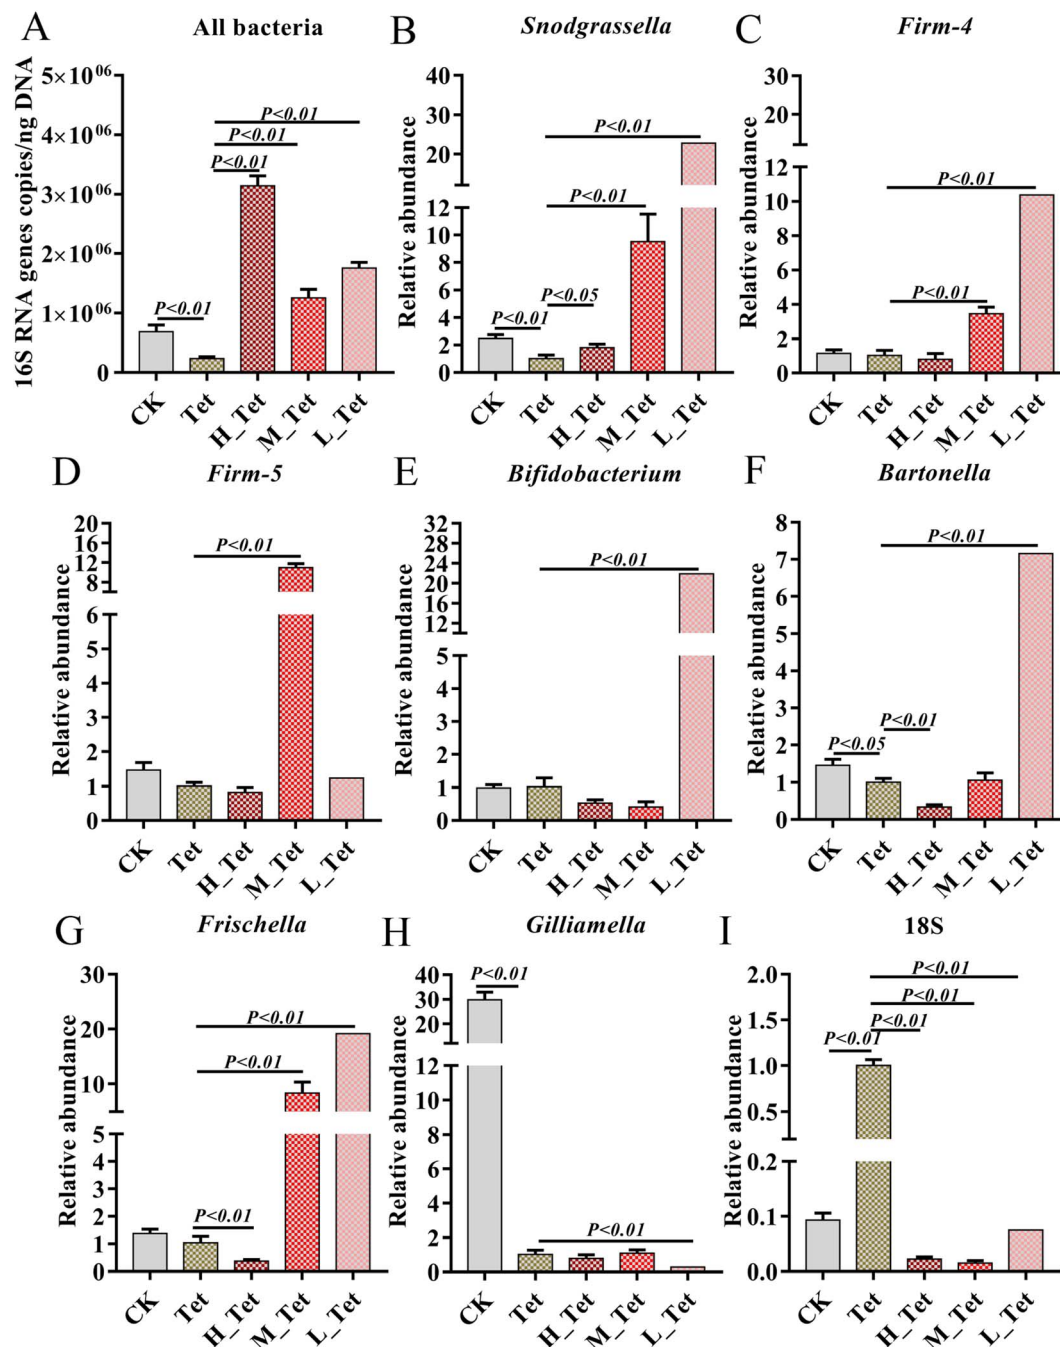 A All bacteria
16S RNA genes copies/ng DNA
5×10^06
4×10^06
3×10^06
2×10^06
1×10^06
0
P<0.01
P<0.01
P<0.01
P<0.01
CK Tet H_Tet M_Tet L_Tet
B Snodgrassella
Relative abundance
40
30
20
12
10
8
6
4
2
0
P<0.01
P<0.01
P<0.05
P<0.01
CK Tet H_Tet M_Tet L_Tet
C Firm-4
Relative abundance
30
20
12
10
8
6
4
2
0
P<0.01
P<0.01
CK Tet H_Tet M_Tet L_Tet
D Firm-5
Relative abundance
20
16
12
8
6
5
4
3
2
1
0
P<0.01
CK Tet H_Tet M_Tet L_Tet
E Bifidobacterium
Relative abundance
32
28
24
20
16
12
5
4
3
2
1
0
P<0.01
CK Tet H_Tet M_Tet L_Tet
F Bartonella
Relative abundance
8
7
6
5
4
3
2
1
0
P<0.01
P<0.01
P<0.05
CK Tet H_Tet M_Tet L_Tet
G Frischella
Relative abundance
30
20
10
5
4
3
2
1
0
P<0.01
P<0.01
P<0.01
CK Tet H_Tet M_Tet L_Tet
H Gilliamella
Relative abundance
40
30
20
12
10
8
6
4
2
0
P<0.01
P<0.01
CK Tet H_Tet M_Tet L_Tet
I 18S
Relative abundance
2.0
1.5
1.0
0.5
0.2
0.1
0.0
P<0.01
P<0.01
P<0.01
P<0.01
CK Tet H_Tet M_Tet L_Tet